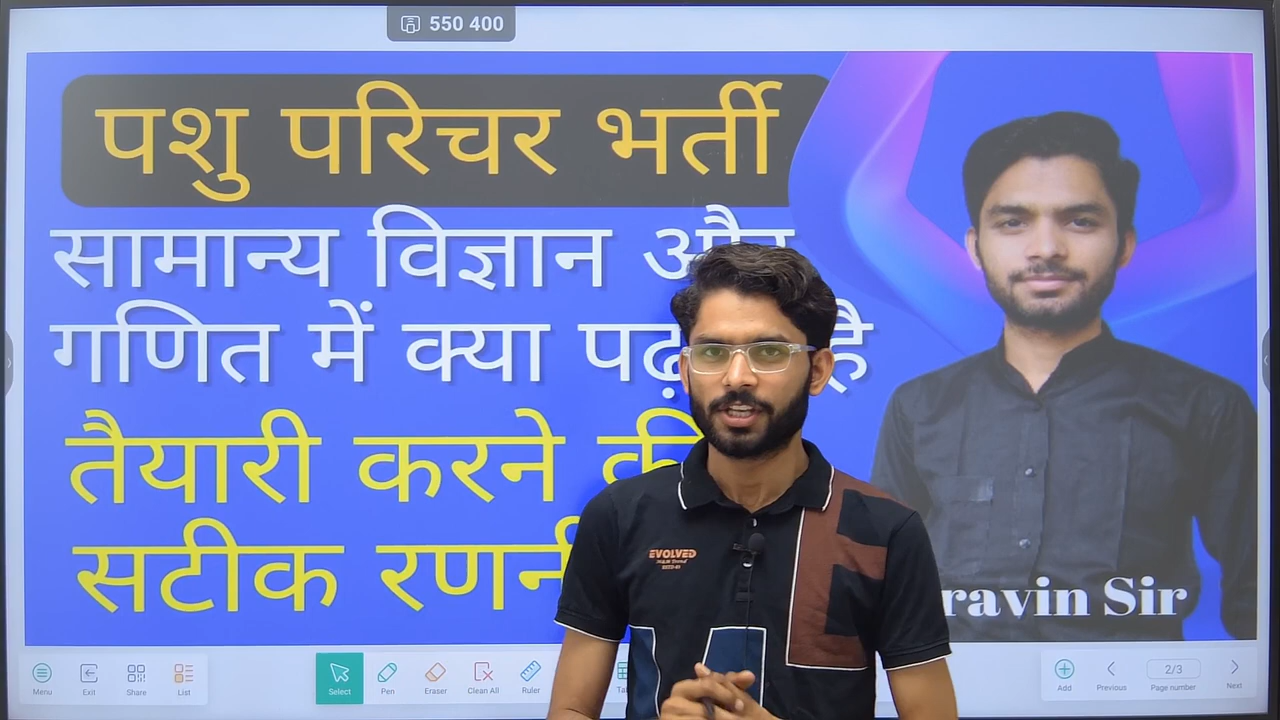 550 400
पशु परिचर भर्ती
सामान्य विज्ञान और
गणित में क्या है
तैयारी करने की
सटीक
EVOLVED
ravin Sir
Menu Exit Share List Select Pen Eraser Clean All Ruler Add Previous 2/3 Page number Next